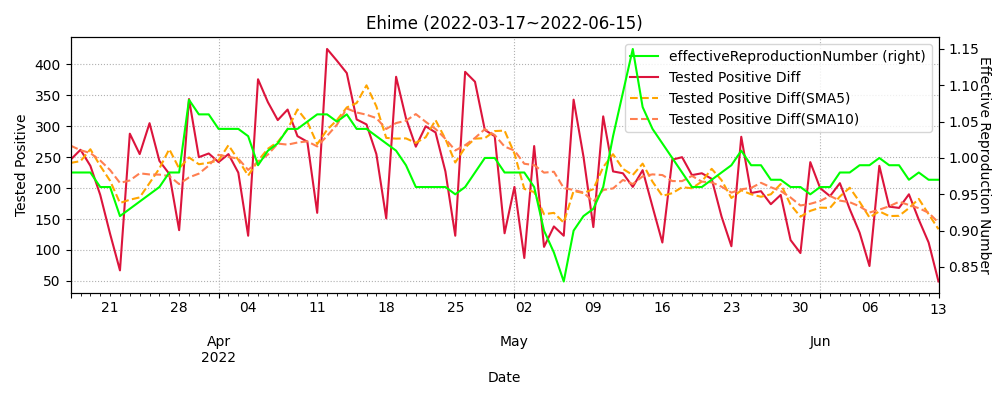 Ehime (2022-03-17~2022-06-15)
effectiveReproductionNumber (right)
Tested Positive Diff
Tested Positive Diff(SMA5)
Tested Positive Diff(SMA10)
Tested Positive
400
350
300
250
200
150
100
50
1.15
1.10
1.05
1.00
0.95
0.90
0.85
Effective Reproduction Number
21 28 04 11 18 25 02 09 16 23 30 06 13
Apr May Jun
2022
Date